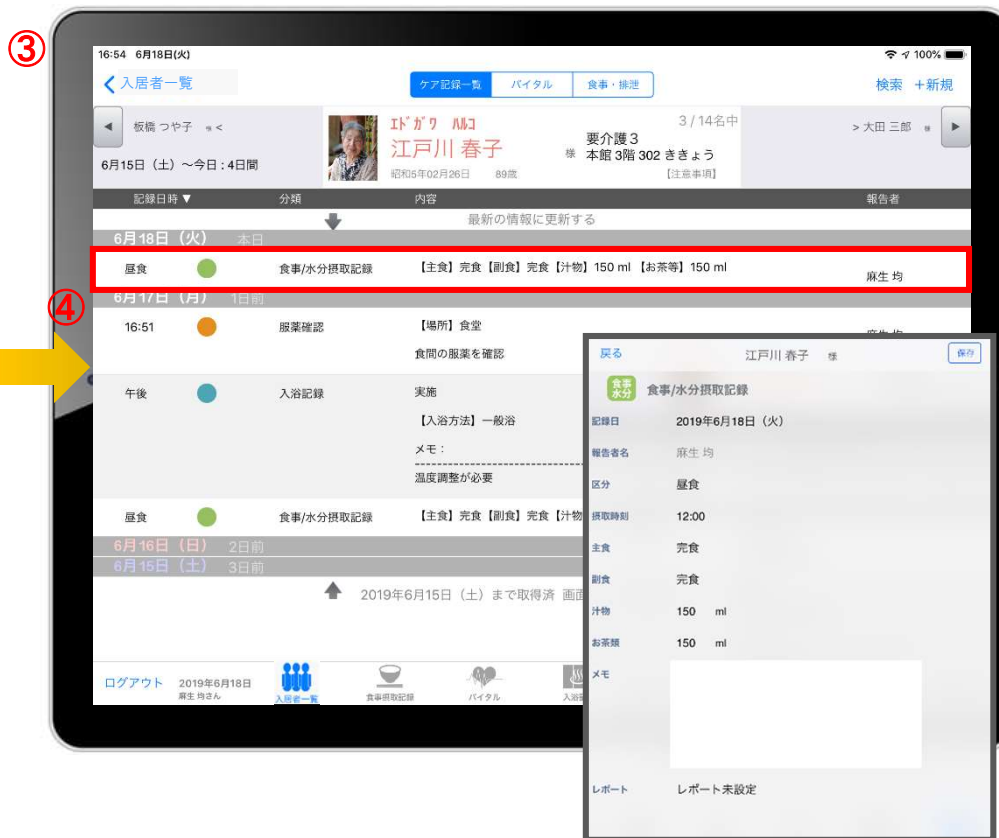 ③
16:54 6月18日(火) 100%
入居者一覧 ケア記録一覧 バイタル 食事・排泄 検索 +新規
板橋 つや子 <
6月15日（土）～今日：4日間
ｴﾄﾞｶﾞﾜ ﾊﾙｺ
江戸川 春子 様
昭和5年02月26日 89歳
3 / 14名中
要介護3
本館 3階 302 ききょう
【注意事項】
> 大田 三郎
記録日時 ▼ 分類 内容 報告者
最新の情報に更新する
6月18日（火） 本日
昼食 食事/水分摂取記録 【主食】完食【副食】完食【汁物】150 ml 【お茶等】150 ml 麻生 均
④
6月17日（月） 1日前
16:51 服薬確認 【場所】食堂
食間の服薬を確認
午後 入浴記録 実施
【入浴方法】一般浴
メモ：
温度調整が必要
昼食 食事/水分摂取記録 【主食】完食【副食】完食【汁物
6月16日（日） 2日前
6月15日（土） 3日前
2019年6月15日（土）まで取得済 画面
ログアウト 2019年6月18日
麻生 均さん
入居者一覧 食事摂取記録 バイタル
戻る 江戸川 春子 様 保存
食事
水分 食事/水分摂取記録
記録日 2019年6月18日（火）
報告者名 麻生 均
区分 昼食
摂取時刻 12:00
主食 完食
副食 完食
汁物 150 ml
お茶類 150 ml
メモ
レポート レポート未設定